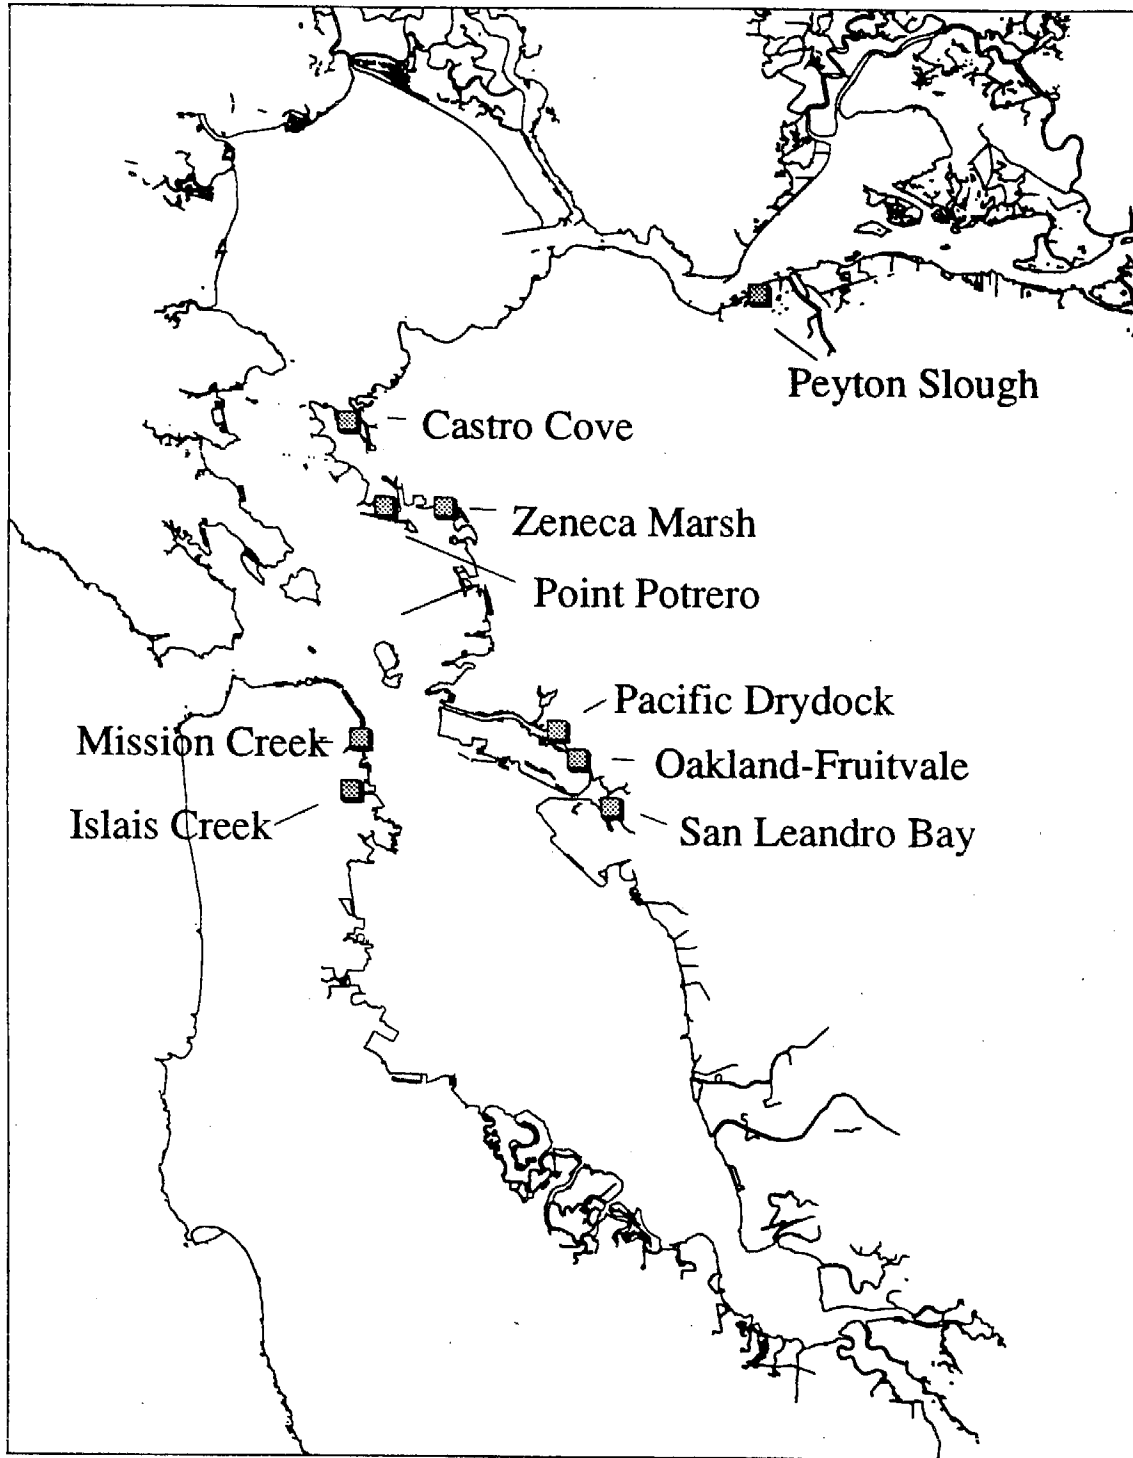 Peyton Slough
Castro Cove
Zeneca Marsh
Point Potrero
Pacific Drydock
Mission Creek
Oakland-Fruitvale
Islais Creek
San Leandro Bay